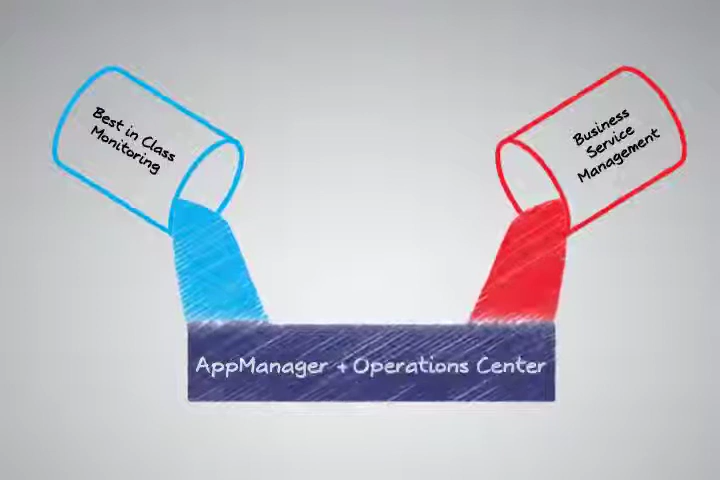 Best in Class
Monitoring
Business
Service
Management
AppManager + Operations Center